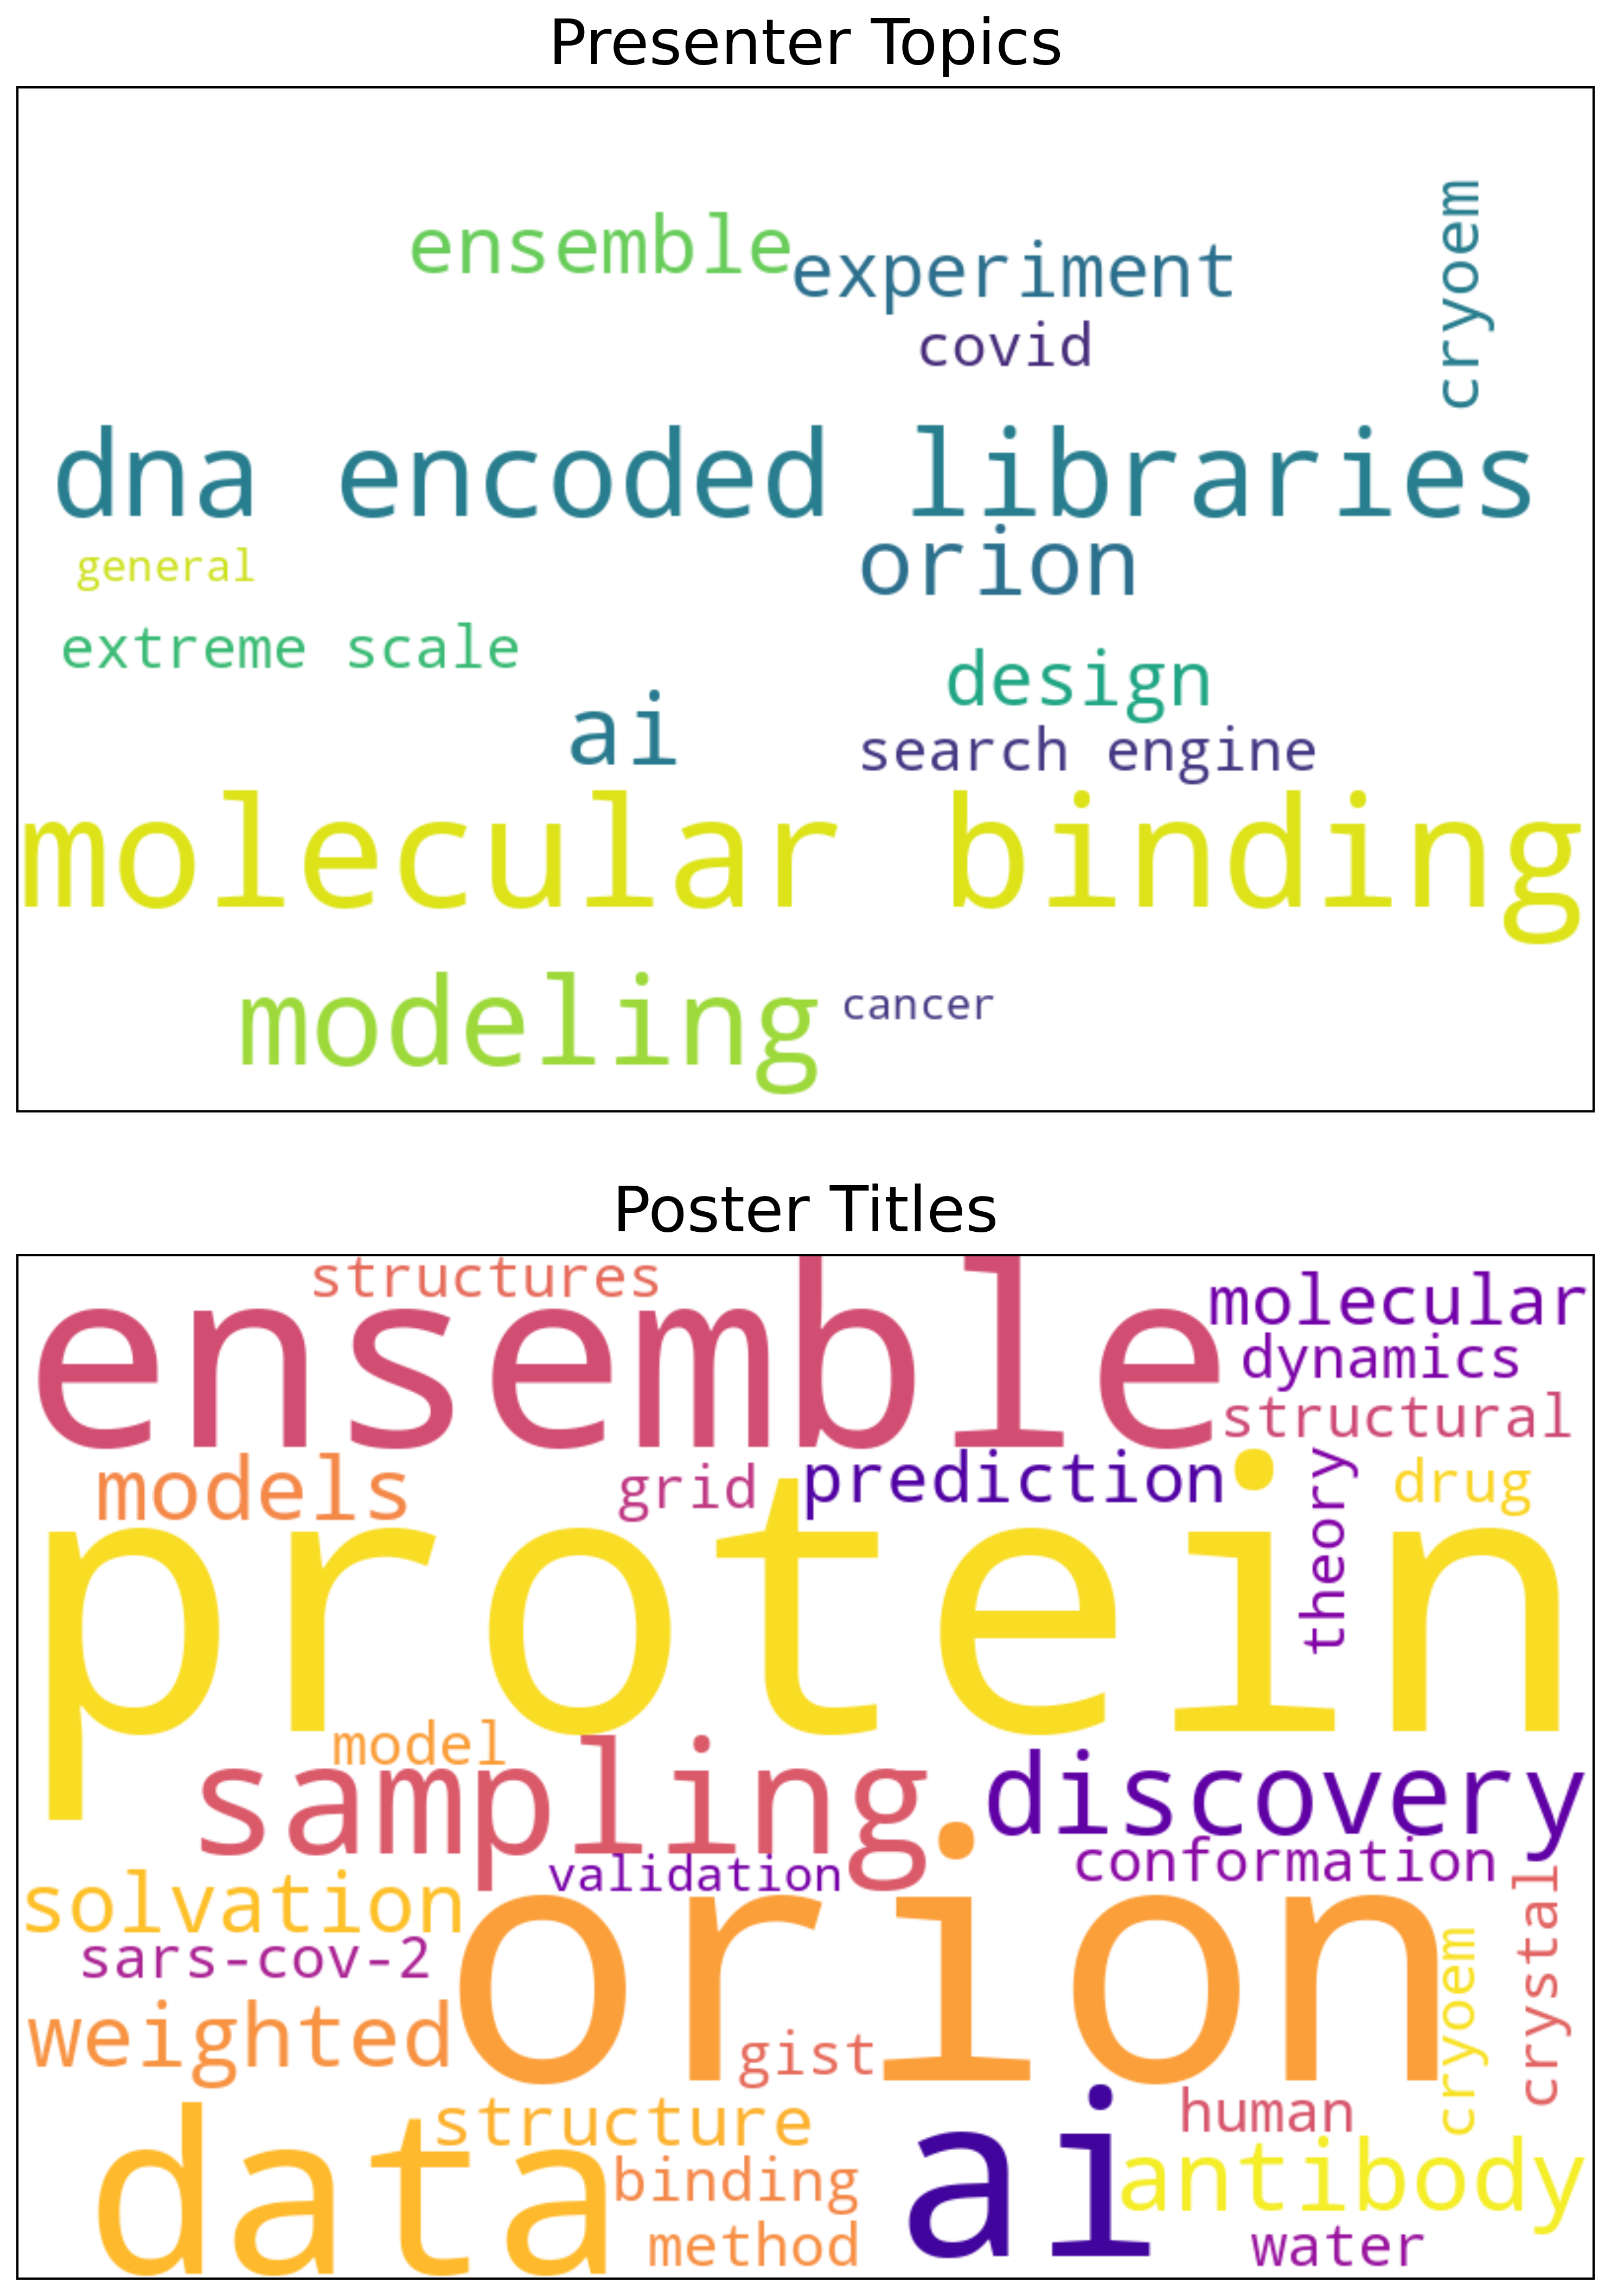 Presenter Topics
cryoem
ensemble
experiment
covid
dna encoded libraries
orion
general
extreme scale
design
ai
search engine
molecular binding
modeling
cancer
Poster Titles
structures
ensemble
molecular
dynamics
structural
models
grid
prediction
drug
theory
protein
model
sampling
discovery
validation
conformation
solvation
crystal
sars-cov-2
orion
cryoem
weighted
gist
structure
human
data
ai
binding
antibody
method
water